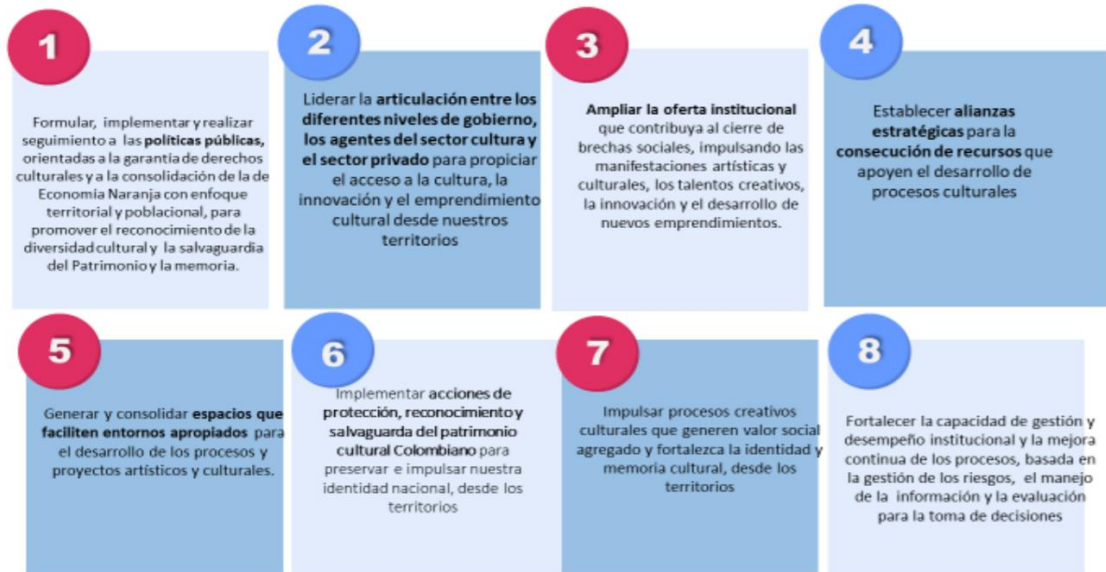 1
Formular, implementar y realizar
seguimiento a las políticas públicas,
orientadas a la garantía de derechos
culturales y a la consolidación de la de
Economía Naranja con enfoque
territorial y poblacional, para
promover el reconocimiento de la
diversidad cultural y la salvaguardia
del Patrimonio y la memoria.
2
Liderar la articulación entre los
diferentes niveles de gobierno,
los agentes del sector cultura y
el sector privado para propiciar
el acceso a la cultura, la
innovación y el emprendimiento
cultural desde nuestros
territorios
3
Ampliar la oferta institucional
que contribuya al cierre de
brechas sociales, impulsando las
manifestaciones artísticas y
culturales, los talentos creativos,
la innovación y el desarrollo de
nuevos emprendimientos.
4
Establecer alianzas
estratégicas para la
consecución de recursos que
apoyen el desarrollo de
procesos culturales
5
Generar y consolidar espacios que
faciliten entornos apropiados para
el desarrollo de los procesos y
proyectos artísticos y culturales.
6
Implementar acciones de
protección, reconocimiento y
salvaguarda del patrimonio
cultural Colombiano para
preservar e impulsar nuestra
identidad nacional, desde los
territorios
7
Impulsar procesos creativos
culturales que generen valor social
agregado y fortalezca la identidad y
memoria cultural, desde los
territorios
8
Fortalecer la capacidad de gestión y
desempeño institucional y la mejora
continua de los procesos, basada en
la gestión de los riesgos, el manejo
de la información y la evaluación
para la toma de decisiones